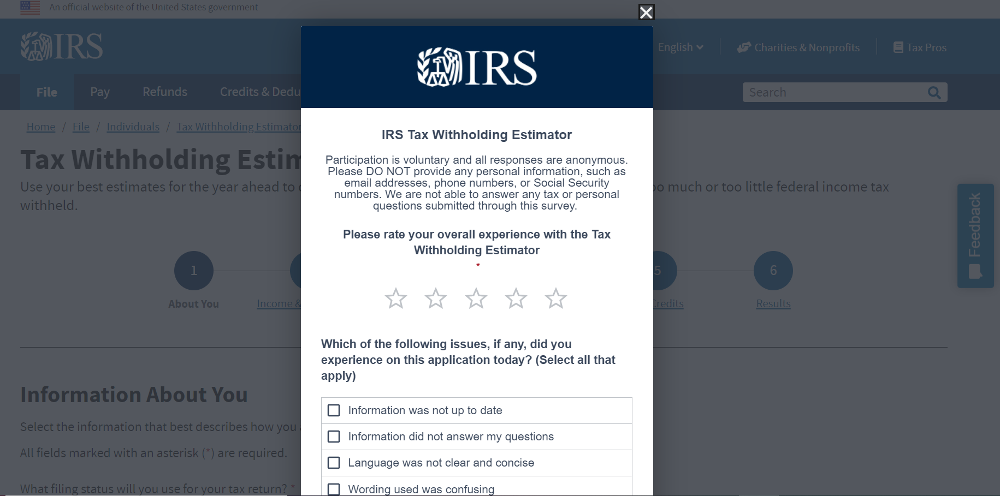 An official website of the United States government
IRS
English
Charities & Nonprofits
Tax Pros
File
Pay
Refunds
Credits & Dedu
Search
Home / File / Individuals / Tax Withholding Estimator
Tax Withholding Estim
Use your best estimates for the year ahead to
oo much or too little federal income tax
withheld.
1
5
6
About You
Income &
Credits
Results
Information About You
Select the information that best describes how you
All fields marked with an asterisk (*) are required.
What filing status will you use for your tax return? *
Feedback
IRS
IRS Tax Withholding Estimator
Participation is voluntary and all responses are anonymous.
Please DO NOT provide any personal information, such as
email addresses, phone numbers, or Social Security
numbers. We are not able to answer any tax or personal
questions submitted through this survey.
Please rate your overall experience with the Tax
Withholding Estimator
*
Which of the following issues, if any, did you
experience on this application today? (Select all that
apply)
Information was not up to date
Information did not answer my questions
Language was not clear and concise
Wording used was confusing